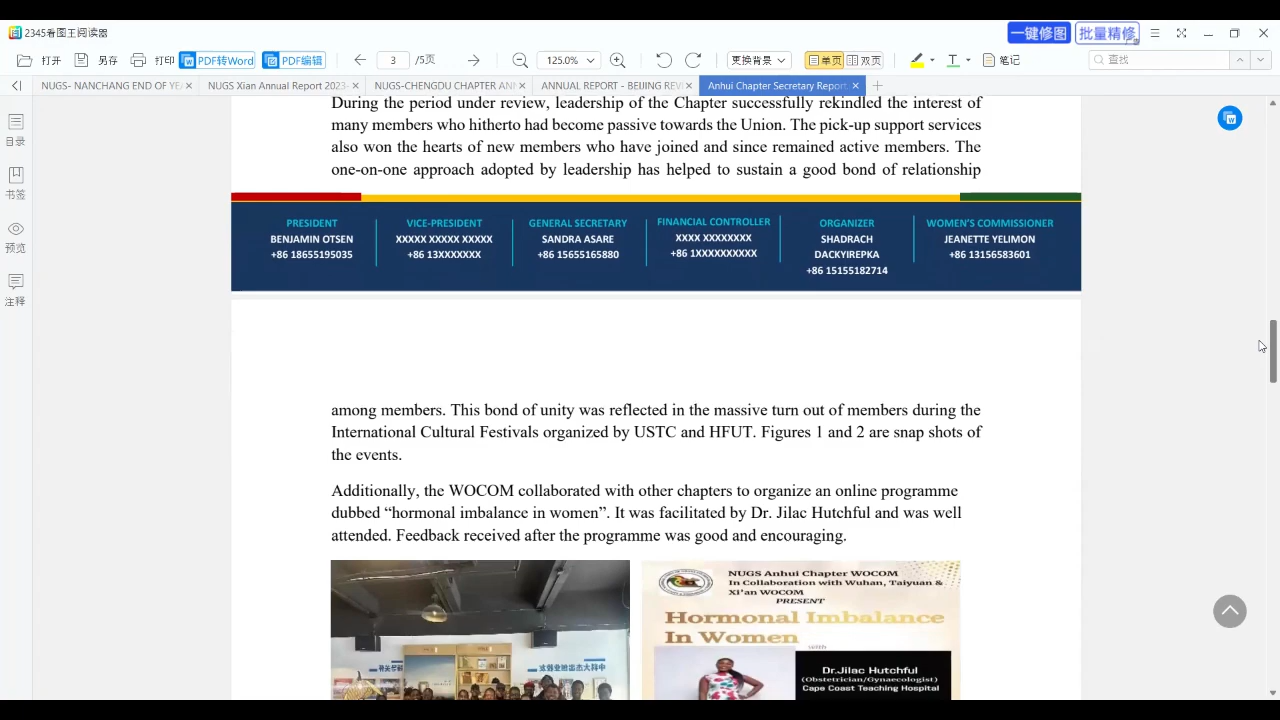 2345看图王阅读器
一键修图
批量精修
打开
另存
打印
PDF转Word
PDF编辑
/5页
125.0%
更换背景
单页
双页
T
笔记
查找
NUGS- NANCHANG END OF YEA
NUGS Xian Annual Report 2023-
NUGS-CHENGDU CHAPTER ANN
ANNUAL REPORT - BEIJING REVI
Anhui Chapter Secretary Report.
目录
书签
预览
注释
During the period under review, leadership of the Chapter successfully rekindled the interest of
many members who hitherto had become passive towards the Union. The pick-up support services
also won the hearts of new members who have joined and since remained active members. The
one-on-one approach adopted by leadership has helped to sustain a good bond of relationship
PRESIDENT
BENJAMIN OTSEN
+86 18655195035
VICE-PRESIDENT
XXXXX XXXXX XXXXX
+86 13XXXXXXX
GENERAL SECRETARY
SANDRA ASARE
+86 15655165880
FINANCIAL CONTROLLER
XXXX XXXXXXXX
+86 1XXXXXXXXXX
ORGANIZER
SHADRACH
DACKYIREPKA
+86 15155182714
WOMEN'S COMMISSIONER
JEANETTE YELIMON
+86 13156583601
among members. This bond of unity was reflected in the massive turn out of members during the
International Cultural Festivals organized by USTC and HFUT. Figures 1 and 2 are snap shots of
the events.
Additionally, the WOCOM collaborated with other chapters to organize an online programme
dubbed “hormonal imbalance in women”. It was facilitated by Dr. Jilac Hutchful and was well
attended. Feedback received after the programme was good and encouraging.
NUGS Anhui Chapter WOCOM
In Collaboration with Wuhan, Taiyuan &
Xi'an WOCOM
PRESENT
Hormonal Imbalance
In Women
Dr.Jilac Hutchful
(Obstetrician/Gynaecologist)
Cape Coast Teaching Hospital